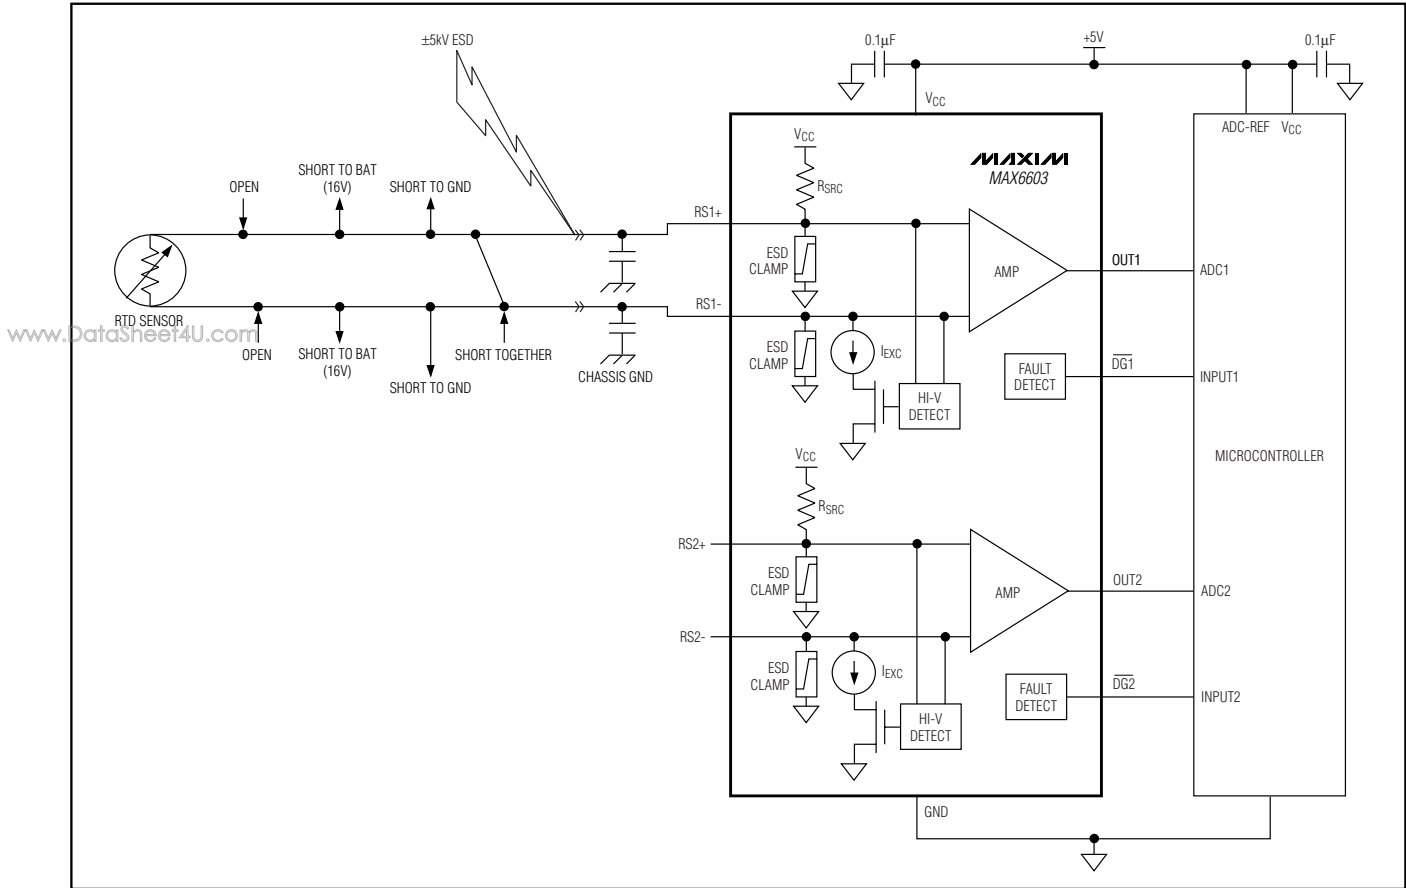 ±5kV ESD
0.1μF
+5V
0.1μF
VCC
ADC-REF VCC
VCC
MAXIM
MAX6603
RSRC
OPEN
SHORT TO BAT
(16V)
SHORT TO GND
RS1+
ESD
CLAMP
AMP
OUT1
ADC1
RS1-
RTD SENSOR
www.DataSheet4U.com
OPEN
SHORT TO BAT
(16V)
SHORT TO GND
SHORT TOGETHER
CHASSIS GND
ESD
CLAMP
IEXC
HI-V
DETECT
FAULT
DETECT
DG1
INPUT1
MICROCONTROLLER
VCC
RSRC
RS2+
ESD
CLAMP
AMP
OUT2
ADC2
RS2-
ESD
CLAMP
IEXC
HI-V
DETECT
FAULT
DETECT
DG2
INPUT2
GND